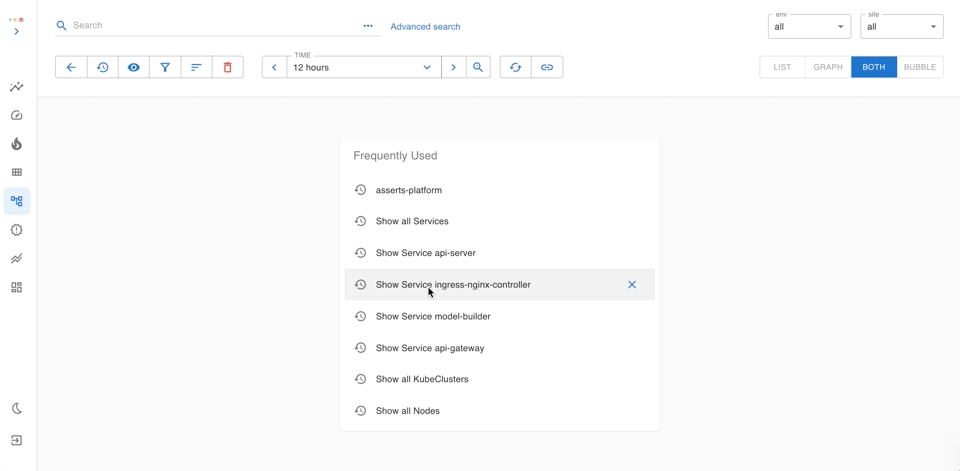 Search
Advanced search
env
all
site
all
TIME
12 hours
LIST
GRAPH
BOTH
BUBBLE
Frequently Used
asserts-platform
Show all Services
Show Service api-server
Show Service ingress-nginx-controller
Show Service model-builder
Show Service api-gateway
Show all KubeClusters
Show all Nodes